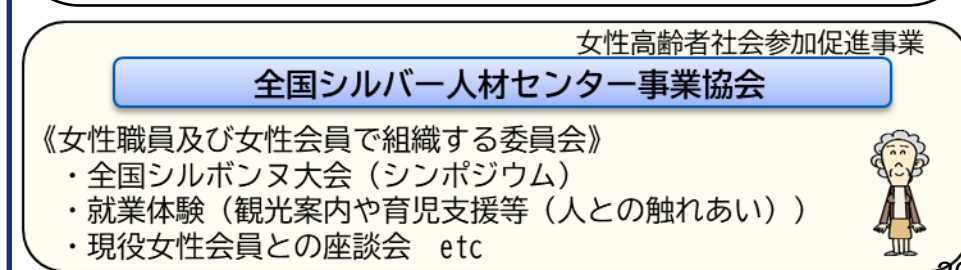 女性高齢者社会参加促進事業
全国シルバー人材センター事業協会
《女性職員及び女性会員で組織する委員会》
・全国シルボンヌ大会（シンポジウム）
・就業体験（観光案内や育児支援等（人との触れあい））
・現役女性会員との座談会　etc